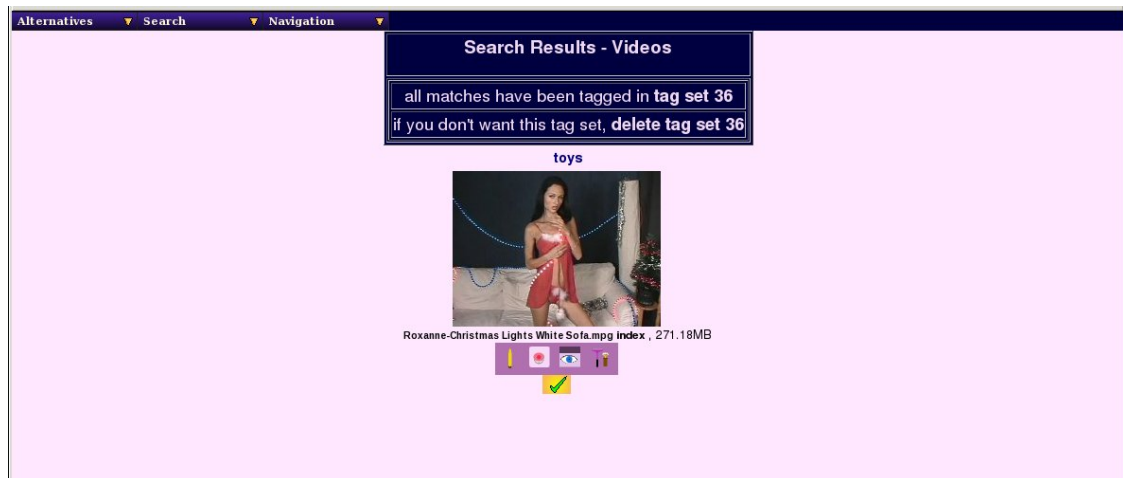 Alternatives Search Navigation
Search Results - Videos
all matches have been tagged in tag set 36
if you don't want this tag set, delete tag set 36
toys
Roxanne-Christmas Lights White Sofa.mpg index , 271.18MB